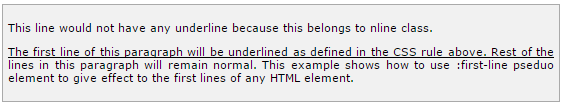 This line would not have any underline because this belongs to nline class.
The first line of this paragraph will be underlined as defined in the CSS rule above. Rest of the
lines in this paragraph will remain normal. This example shows how to use :first-line pseduo
element to give effect to the first lines of any HTML element.